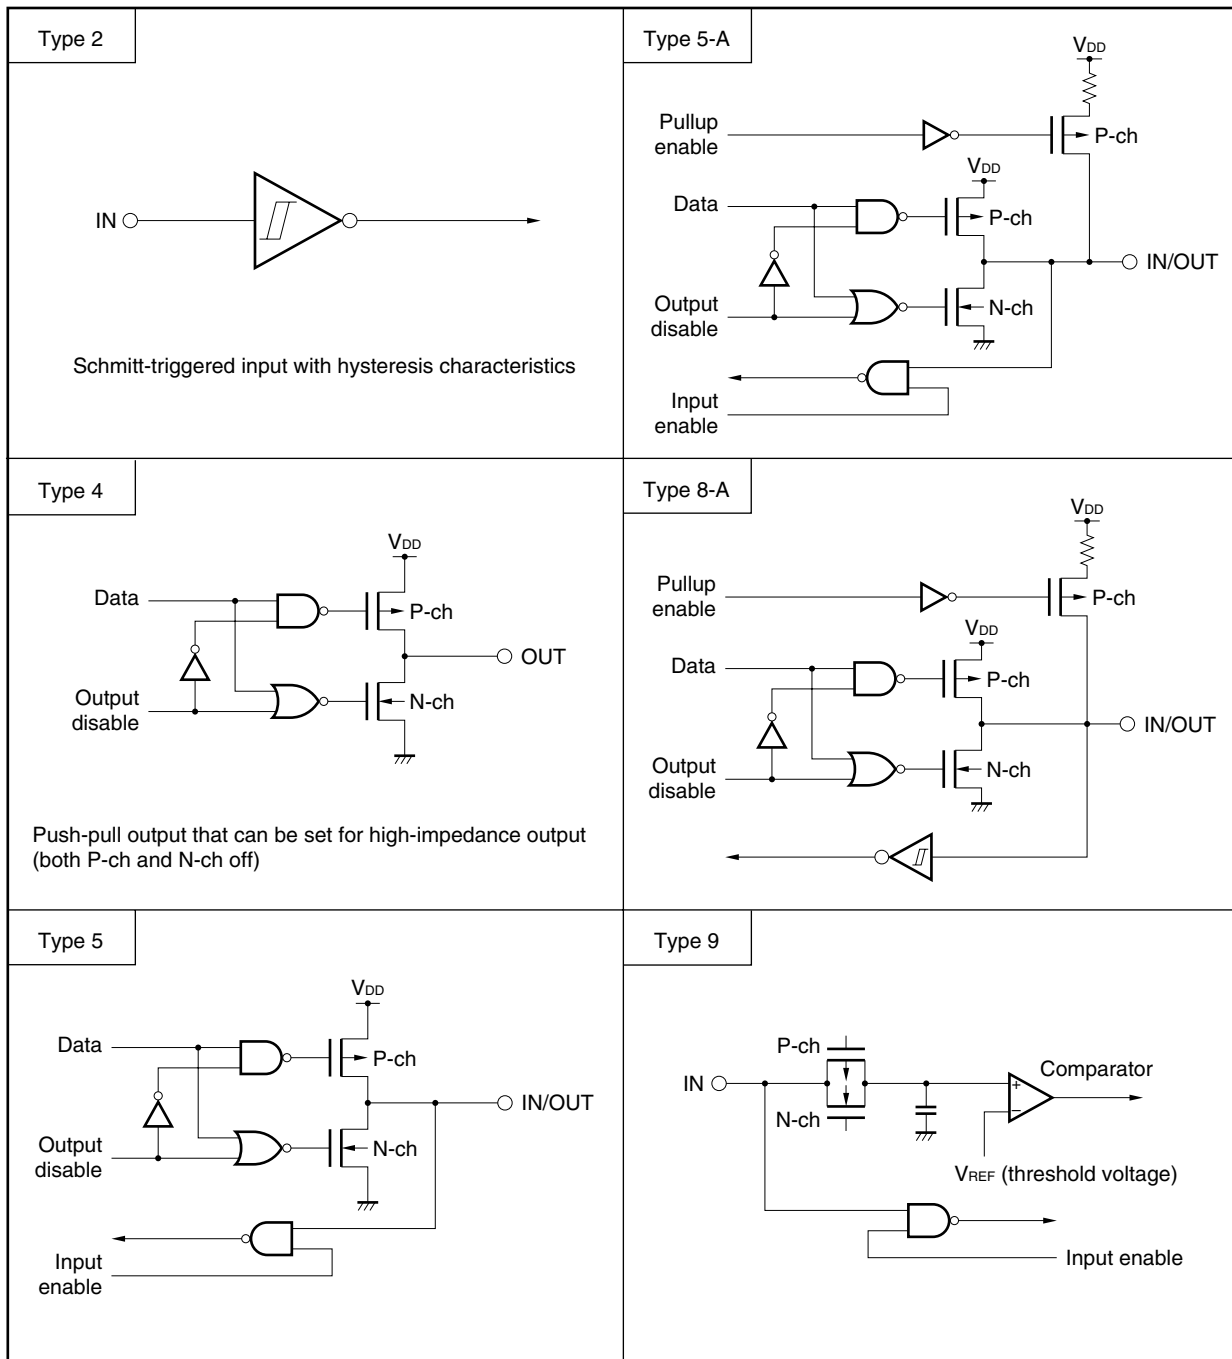 Type 2
IN
Schmitt-triggered input with hysteresis characteristics
Type 5-A
VDD
Pullup
enable
P-ch
VDD
Data
P-ch
IN/OUT
Output
disable
N-ch
Input
enable
Type 4
VDD
Data
P-ch
OUT
Output
disable
N-ch
Push-pull output that can be set for high-impedance output
(both P-ch and N-ch off)
Type 8-A
VDD
Pullup
enable
P-ch
VDD
Data
P-ch
IN/OUT
Output
disable
N-ch
Type 5
VDD
Data
P-ch
IN/OUT
Output
disable
N-ch
Input
enable
Type 9
P-ch
IN
Comparator
+
−
N-ch
VREF (threshold voltage)
Input enable